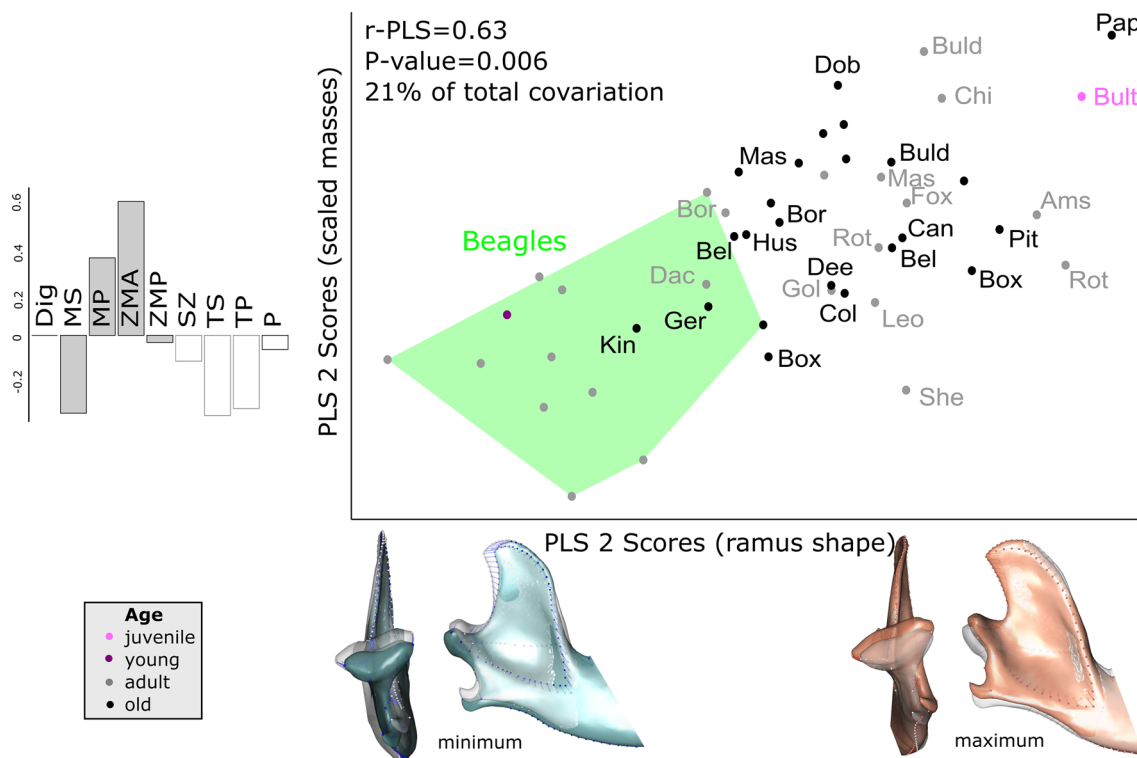 r-PLS=0.63
P-value=0.006
21% of total covariation
PLS 2 Scores (scaled masses)
Pap
Buld
Dob
Chi
Bult
Mas
Buld
Mas
Fox
Ams
Bor
Bor
Can
Pit
Beagles
Bel
Hus
Rot
Bel
Rot
Dac
Dee
Box
Gol
Ger
Col
Leo
Kin
Box
She
0.6
0.4
0.2
0
-0.2
Dig
MS
MP
ZMA
ZMP
SZ
TS
TP
P
PLS 2 Scores (ramus shape)
Age
juvenile
young
adult
old
minimum
maximum